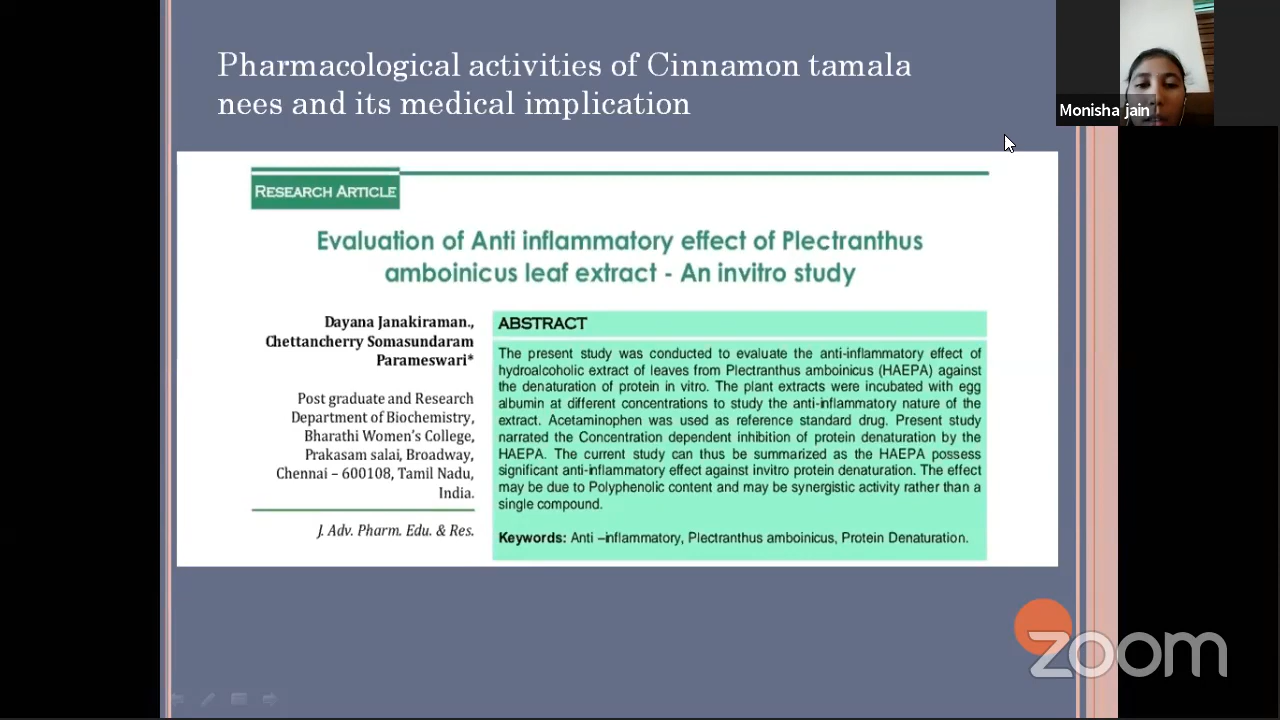 Pharmacological activities of Cinnamon tamala
nees and its medical implication
Monisha jain
RESEARCH ARTICLE
Evaluation of Anti inflammatory effect of Plectranthus
amboinicus leaf extract - An invitro study
Dayana Janakiraman.,
Chettancherry Somasundaram
Parameswari*
Post graduate and Research
Department of Biochemistry,
Bharathi Women's College,
Prakasam salai, Broadway,
Chennai – 600108, Tamil Nadu,
India.
J. Adv. Pharm. Edu. & Res.
ABSTRACT
The present study was conducted to evaluate the anti-inflammatory effect of
hydroalcoholic extract of leaves from Plectranthus amboinicus (HAEPA) against
the denaturation of protein in vitro. The plant extracts were incubated with egg
albumin at different concentrations to study the anti-inflammatory nature of the
extract. Acetaminophen was used as reference standard drug. Present study
narrated the Concentration dependent inhibition of protein denaturation by the
HAEPA. The current study can thus be summarized as the HAEPA possess
significant anti-inflammatory effect against invitro protein denaturation. The effect
may be due to Polyphenolic content and may be synergistic activity rather than a
single compound.
Keywords: Anti –inflammatory, Plectranthus amboinicus, Protein Denaturation.
zoom